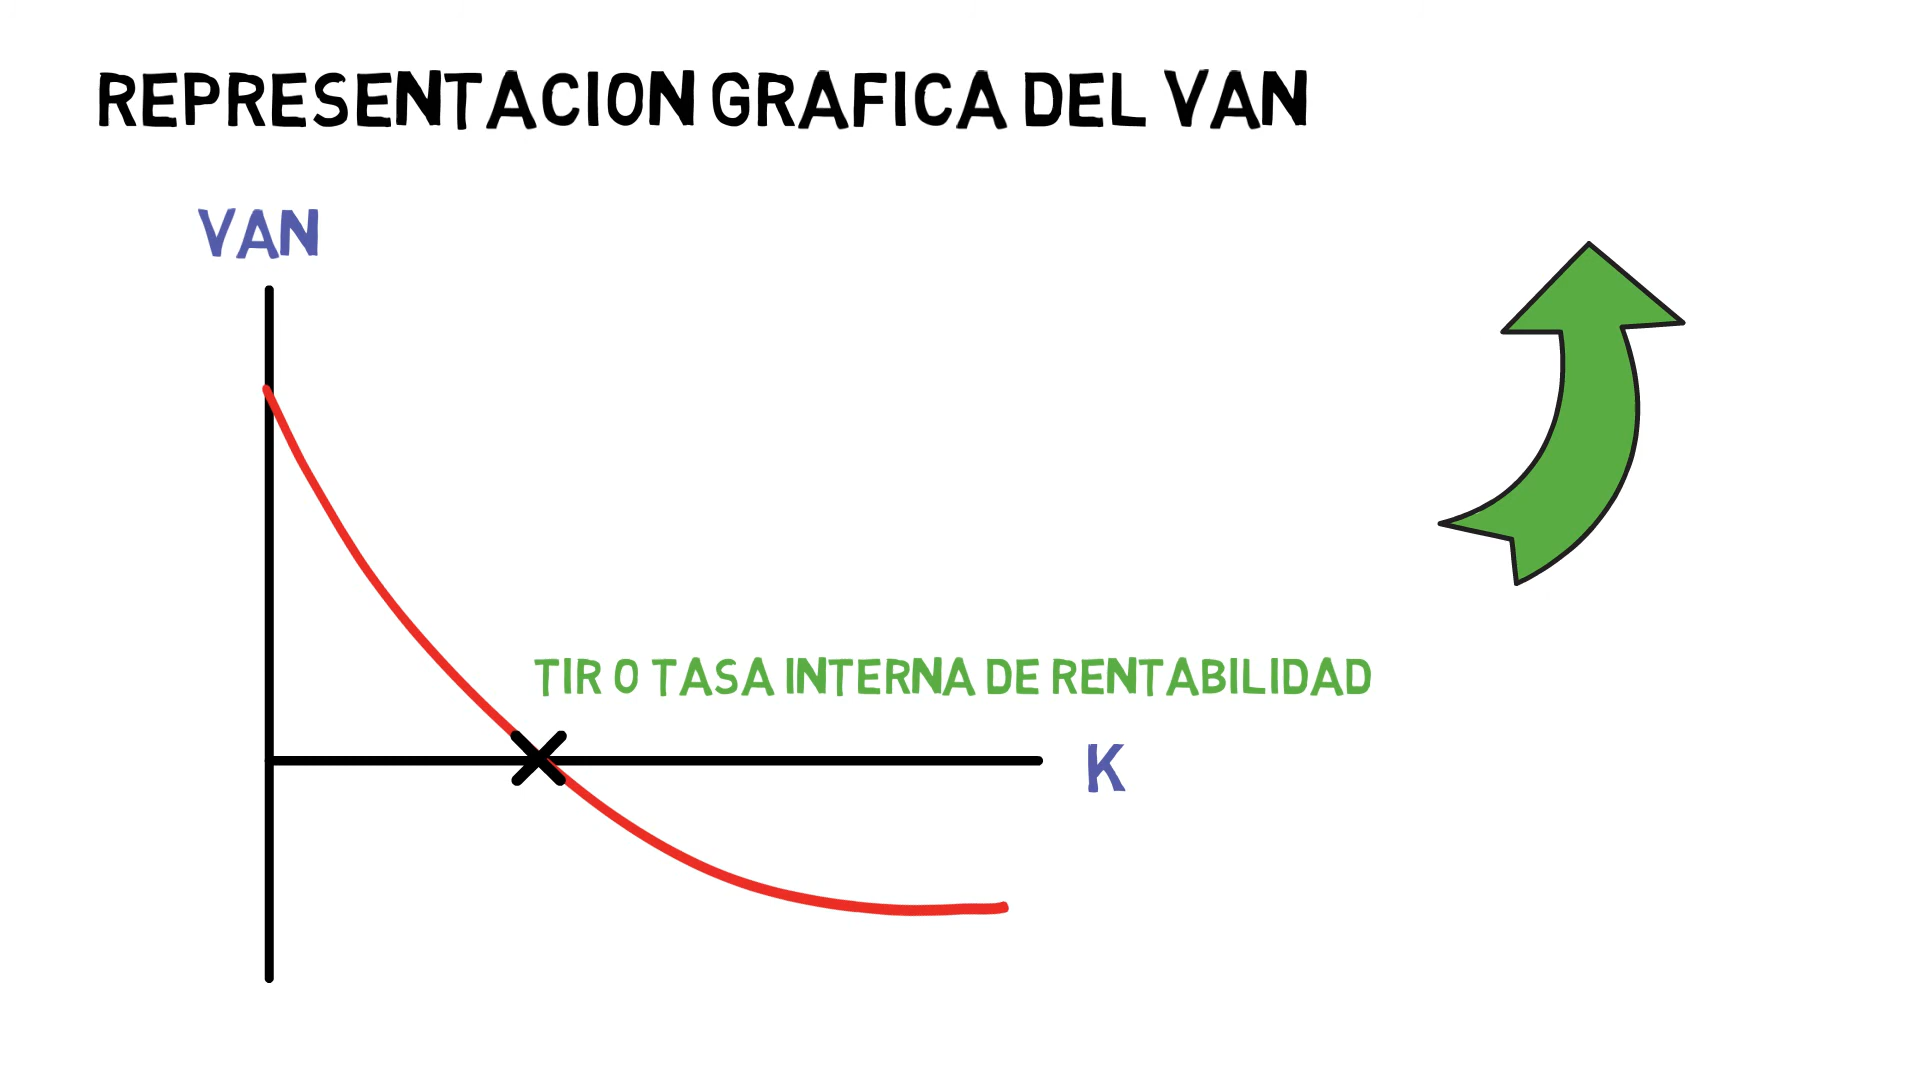 REPRESENTACION GRAFICA DEL VAN
VAN
TIR O TASA INTERNA DE RENTABILIDAD
K